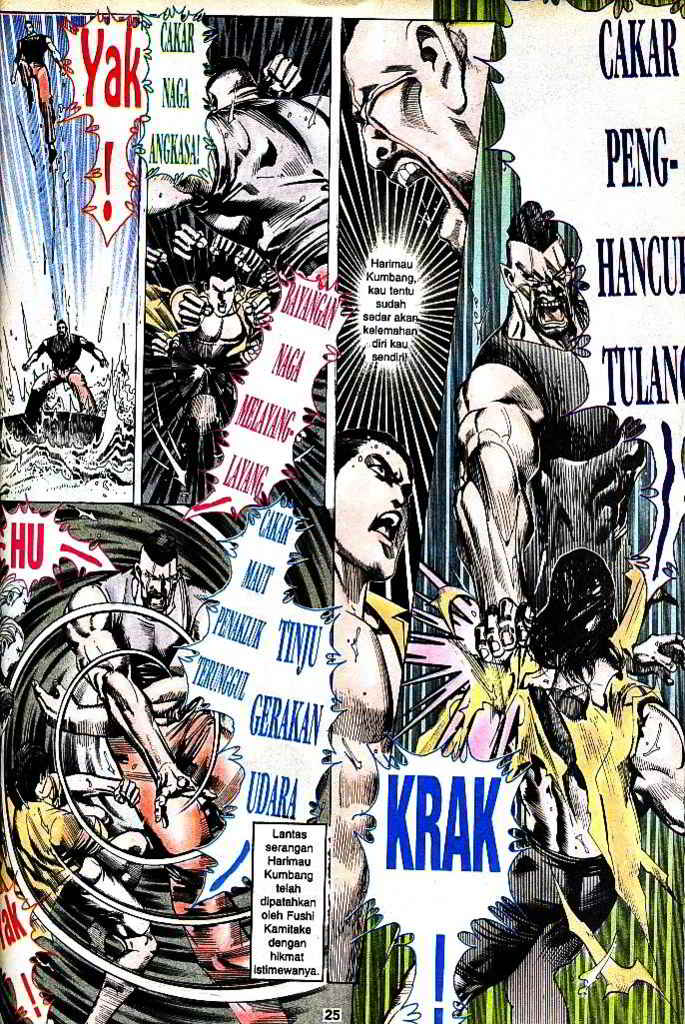 Yak
!
CAKAR
NAGA
ANGKASA!
BAYANGAN
NAGA
MELAYANG-
LAYANG
Harimau
Kumbang,
kau tentu
sudah
sedar akan
kelemahan
diri kau
sendiri!
CAKAR
PENG-
HANCUR
TULANG
HU
CAKAR
MAUT
PENAKLUK
TERUNGGUL
TINJU
GERAKAN
UDARA
Lantas
serangan
Harimau
Kumbang
telah
dipatahkan
oleh Fushi
Kamitake
dengan
hikmat
istimewanya.
Yak
!
KRAK
!
25